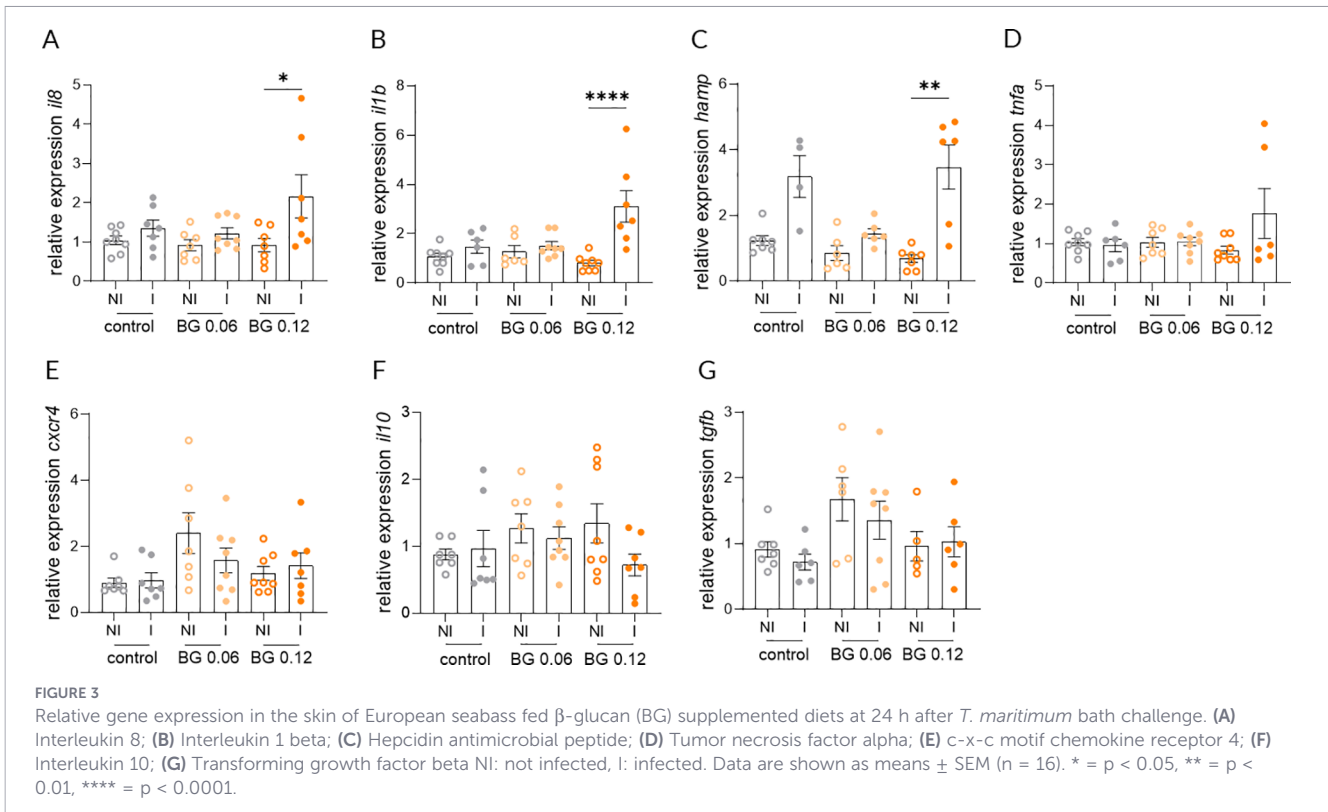 A
relative expression il8
5
4
3
2
1
0
*
NI I NI I NI I
control BG 0.06 BG 0.12
B
relative expression il1b
8
6
4
2
0
****
NI I NI I NI I
control BG 0.06 BG 0.12
C
relative expression hamp
6
4
2
0
**
NI I NI I NI I
control BG 0.06 BG 0.12
D
relative expression tnfa
5
4
3
2
1
0
NI I NI I NI I
control BG 0.06 BG 0.12
E
relative expression cxcr4
6
4
2
0
NI I NI I NI I
control BG 0.06 BG 0.12
F
relative expression il10
3
2
1
0
NI I NI I NI I
control BG 0.06 BG 0.12
G
relative expression tgfb
3
2
1
0
NI I NI I NI I
control BG 0.06 BG 0.12
FIGURE 3
Relative gene expression in the skin of European seabass fed β-glucan (BG) supplemented diets at 24 h after T. maritimum bath challenge. (A)
Interleukin 8; (B) Interleukin 1 beta; (C) Hepcidin antimicrobial peptide; (D) Tumor necrosis factor alpha; (E) c-x-c motif chemokine receptor 4; (F)
Interleukin 10; (G) Transforming growth factor beta NI: not infected, I: infected. Data are shown as means ± SEM (n = 16). * = p < 0.05, ** = p <
0.01, **** = p < 0.0001.